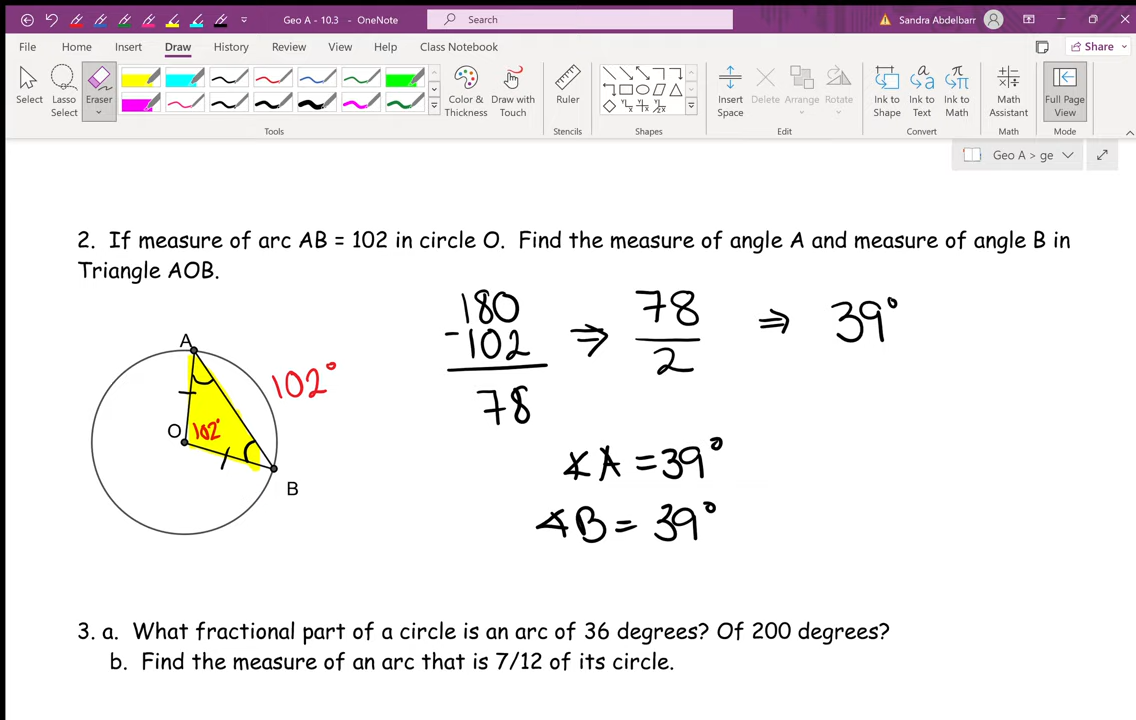 Geo A - 10.3 - OneNote
Search
Sandra Abdelbarr
File Home Insert Draw History Review View Help Class Notebook
Share
Select
Lasso Select
Eraser
Color & Thickness
Draw with Touch
Ruler
Insert Space
Delete
Arrange
Rotate
Ink to Shape
Ink to Text
Ink to Math
Math Assistant
Full Page View
Tools
Stencils
Shapes
Edit
Convert
Math
Mode
Geo A > ge
2. If measure of arc AB = 102 in circle O. Find the measure of angle A and measure of angle B in
Triangle AOB.
180
-102
78
⇒
78
2
⇒ 39°
A
102°
O
102°
B
∡A = 39°
∡B = 39°
3. a. What fractional part of a circle is an arc of 36 degrees? Of 200 degrees?
b. Find the measure of an arc that is 7/12 of its circle.